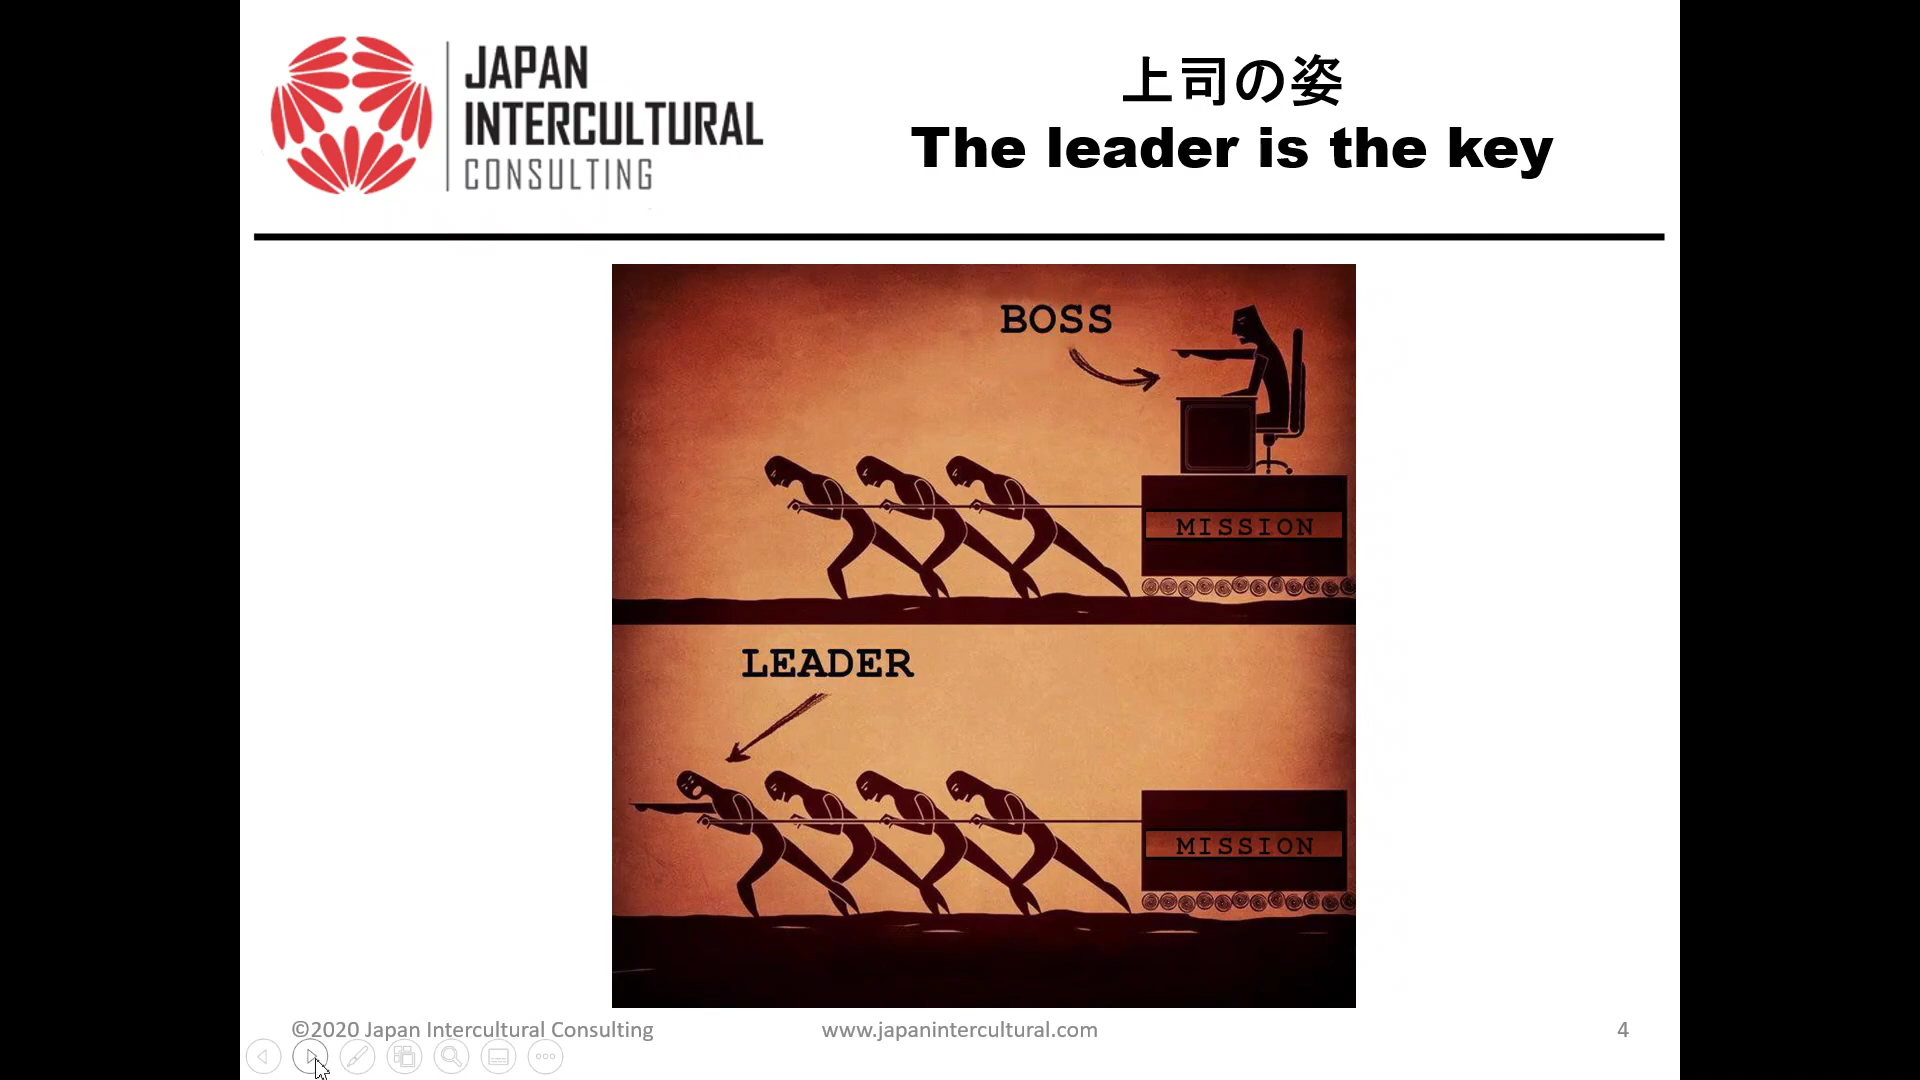 JAPAN
INTERCULTURAL
CONSULTING
上司の姿
The leader is the key
BOSS
MISSION
LEADER
MISSION
©2020 Japan Intercultural Consulting
www.japanintercultural.com
4